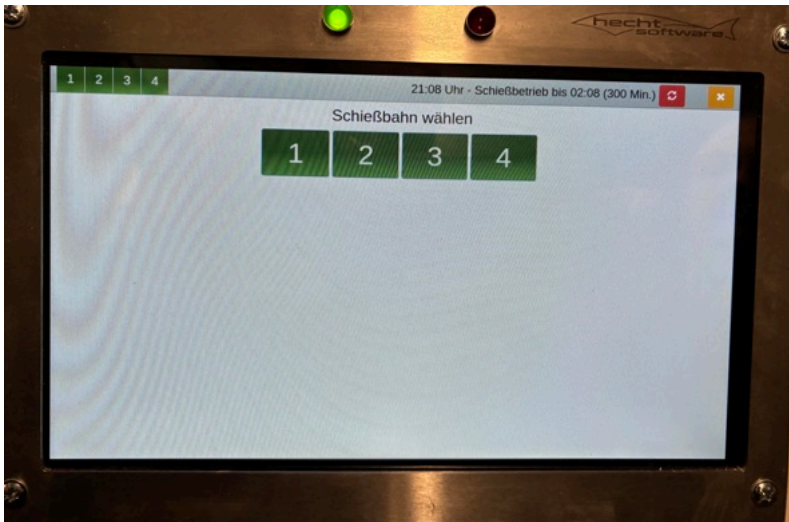 hecht
software
1 2 3 4
21:08 Uhr - Schießbetrieb bis 02:08 (300 Min.)
Schießbahn wählen
1 2 3 4